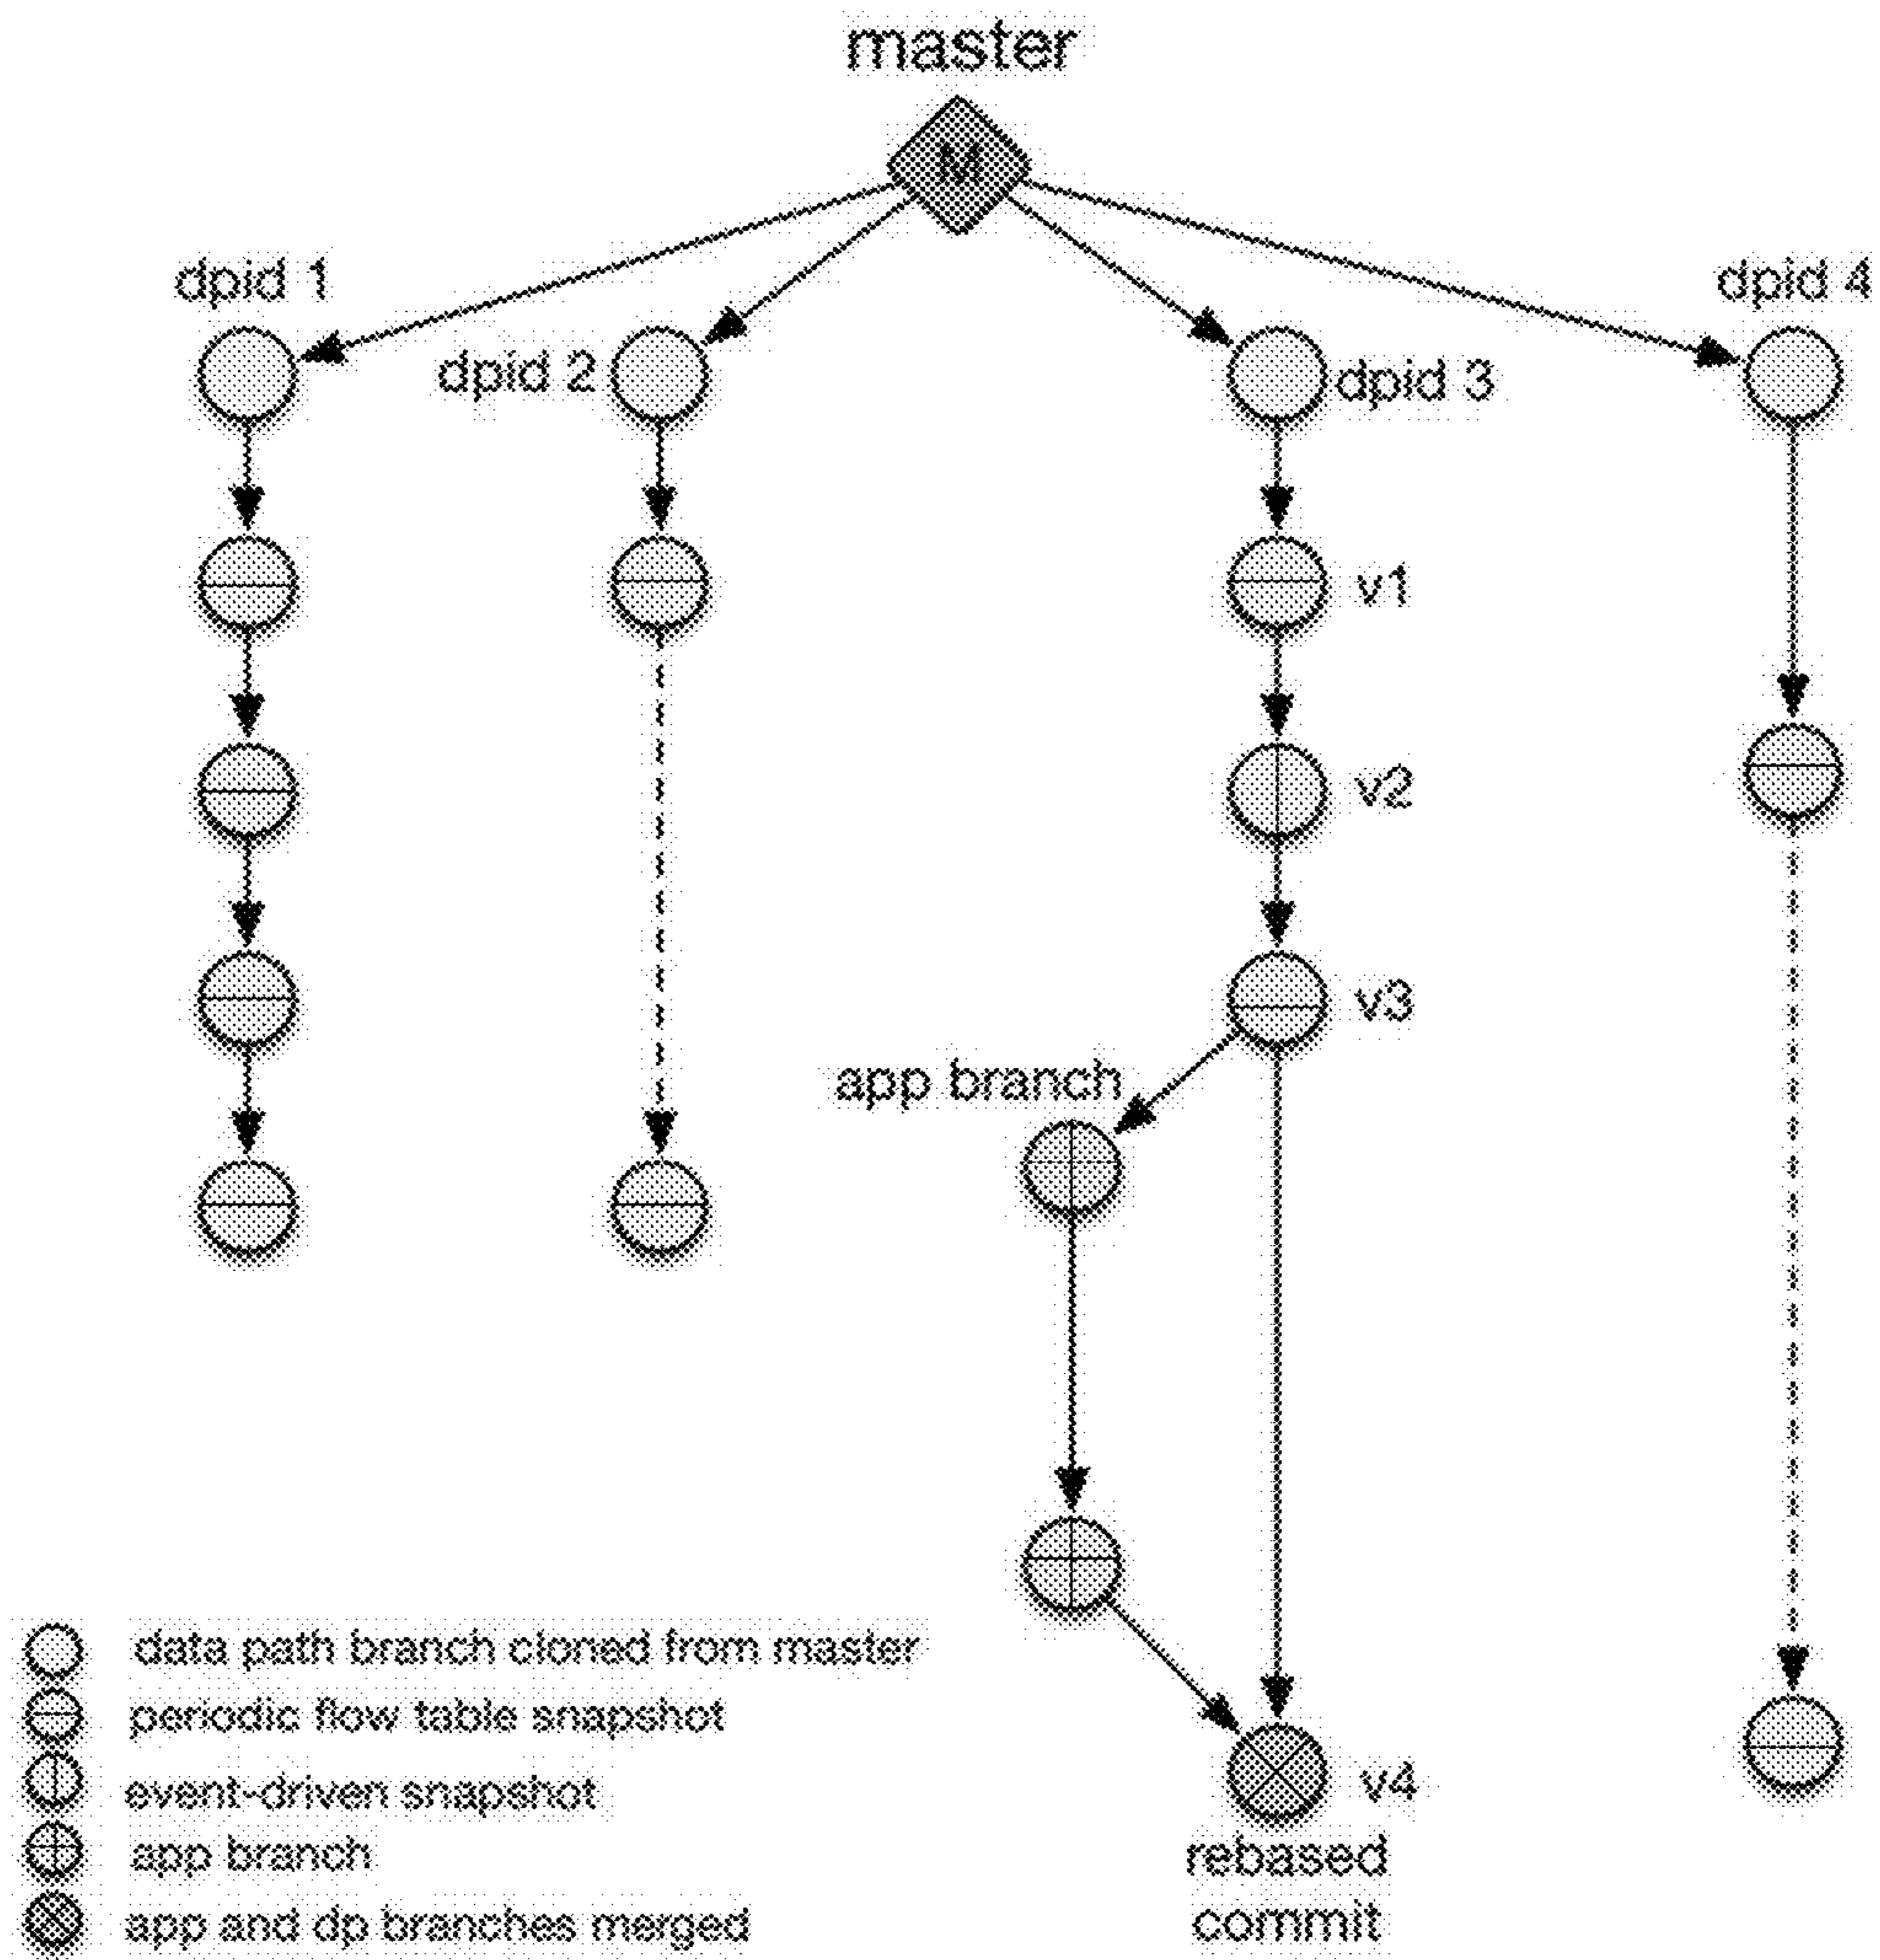 master
M
dpid 1
dpid 4
dpid 2
dpid 3
v1
v2
v3
app branch
data path branch cloned from master
periodic flow table snapshot
event-driven snapshot
v4
app branch
rebased
commit
app and dp branches merged